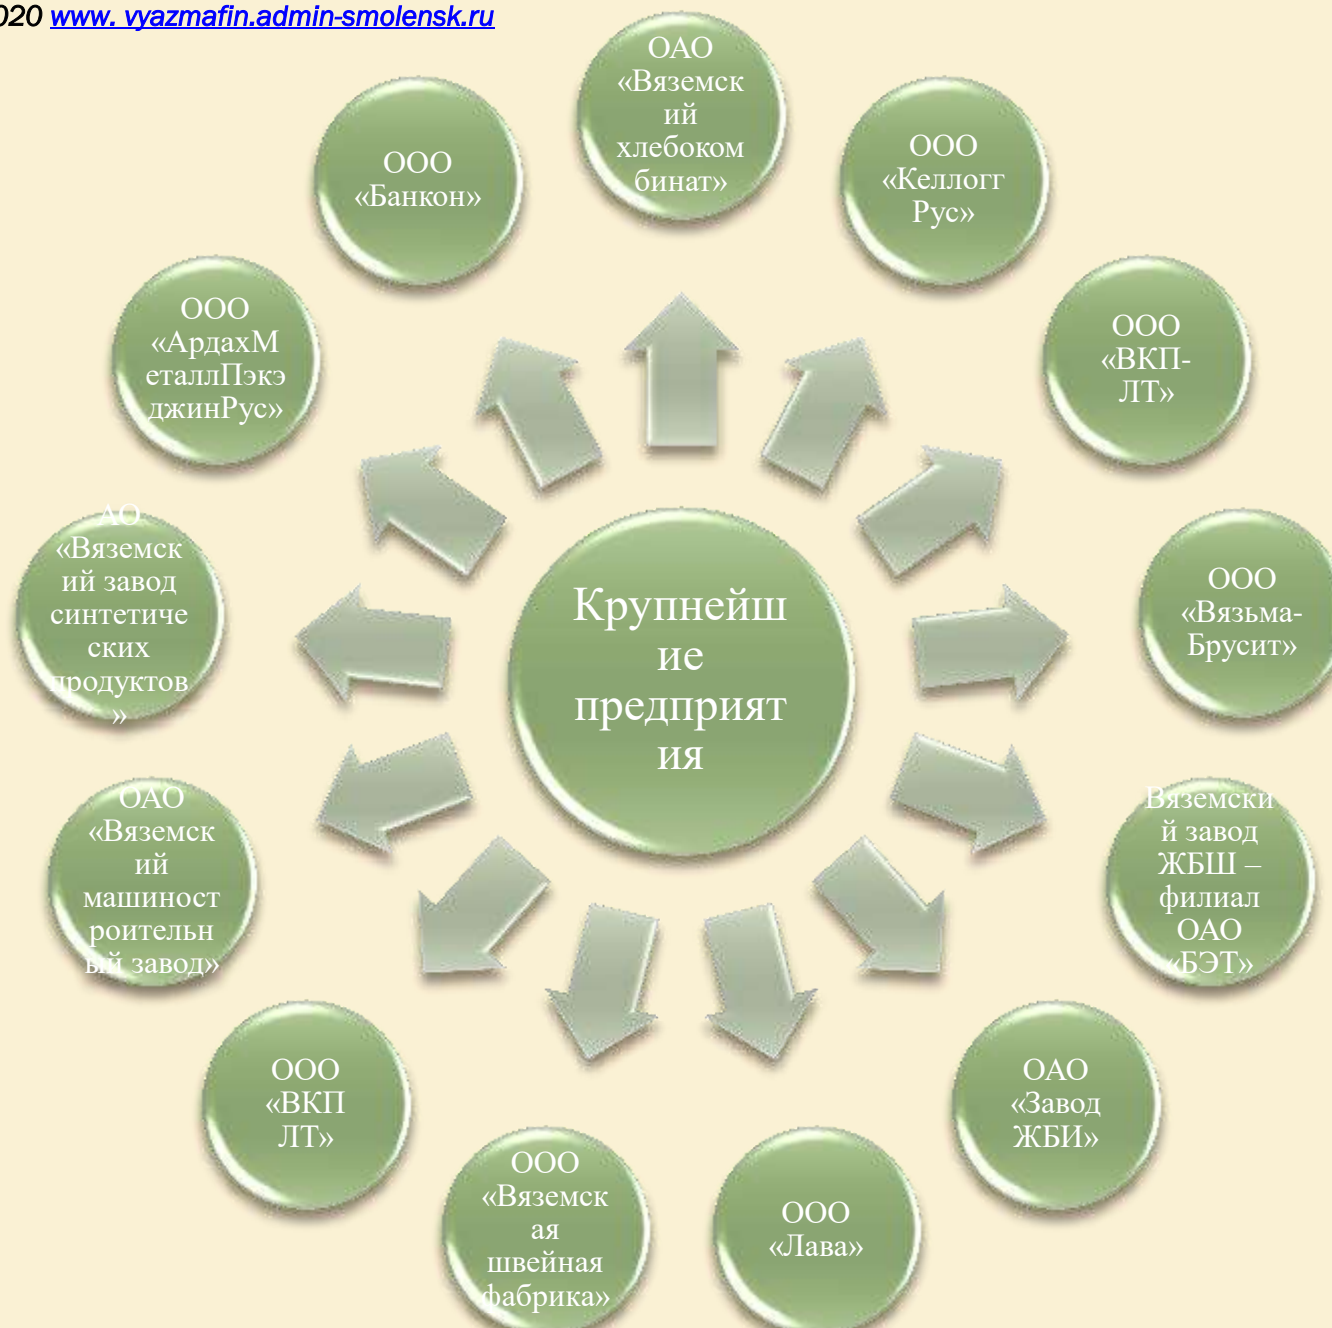 020 www. vyazmafin.admin-smolensk.ru
ОАО
«Вяземск
ий
хлебоком
бинат»
ООО
«Келлогг
Рус»
ООО
«ВКП-
ЛТ»
ООО
«Вязьма-
Брусит»
Вяземски
й завод
ЖБШ –
филиал
ОАО
«БЭТ»
ОАО
«Завод
ЖБИ»
ООО
«Лава»
ООО
«Вяземск
ая
швейная
фабрика»
ООО
«ВКП
ЛТ»
ОАО
«Вяземск
ий
машиност
роительн
ый завод»
АО
«Вяземск
ий завод
синтетиче
ских
продуктов
»
ООО
«АрдахМ
еталлПэкэ
джинРус»
ООО
«Банкон»
Крупнейш
ие
предприят
ия